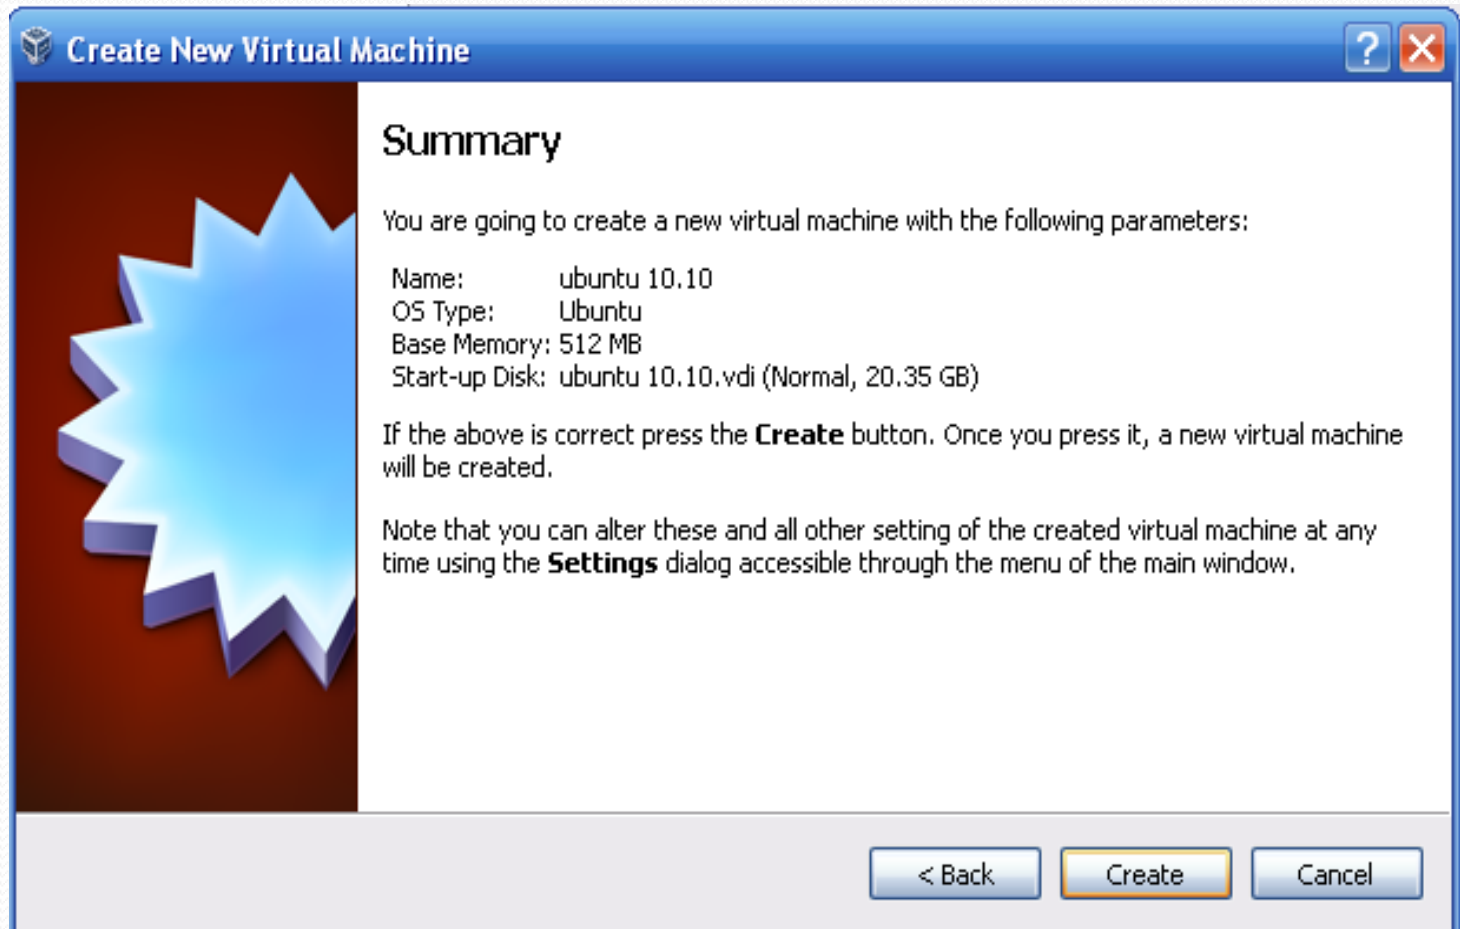 Create New Virtual Machine
Summary
You are going to create a new virtual machine with the following parameters:
Name: ubuntu 10.10
OS Type: Ubuntu
Base Memory: 512 MB
Start-up Disk: ubuntu 10.10.vdi (Normal, 20.35 GB)
If the above is correct press the Create button. Once you press it, a new virtual machine
will be created.
Note that you can alter these and all other setting of the created virtual machine at any
time using the Settings dialog accessible through the menu of the main window.
< Back Create Cancel